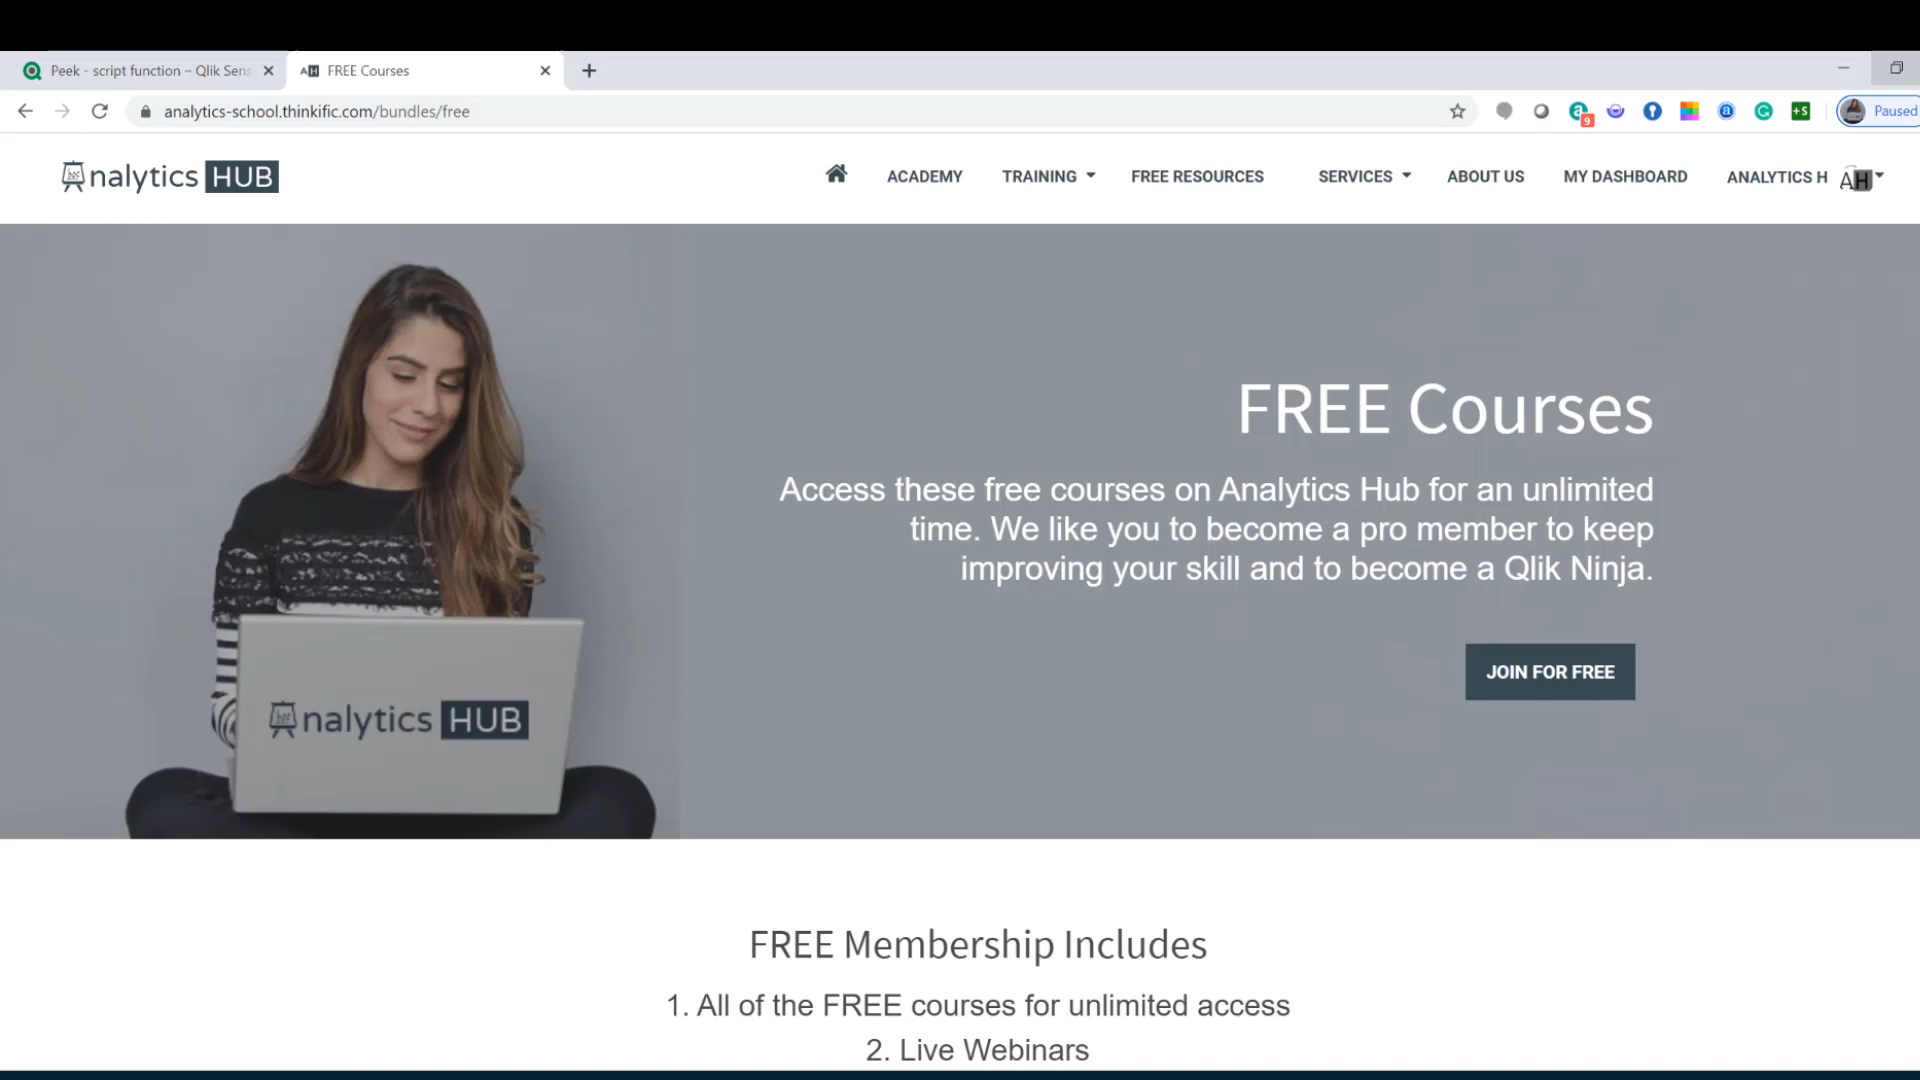 Peek - script function – Qlik Sens
FREE Courses
analytics-school.thinkific.com/bundles/free
9
a
+S
Paused
nalytics HUB
ACADEMY
TRAINING
FREE RESOURCES
SERVICES
ABOUT US
MY DASHBOARD
ANALYTICS H
AH
FREE Courses
Access these free courses on Analytics Hub for an unlimited
time. We like you to become a pro member to keep
improving your skill and to become a Qlik Ninja.
JOIN FOR FREE
nalytics HUB
FREE Membership Includes
1. All of the FREE courses for unlimited access
2. Live Webinars